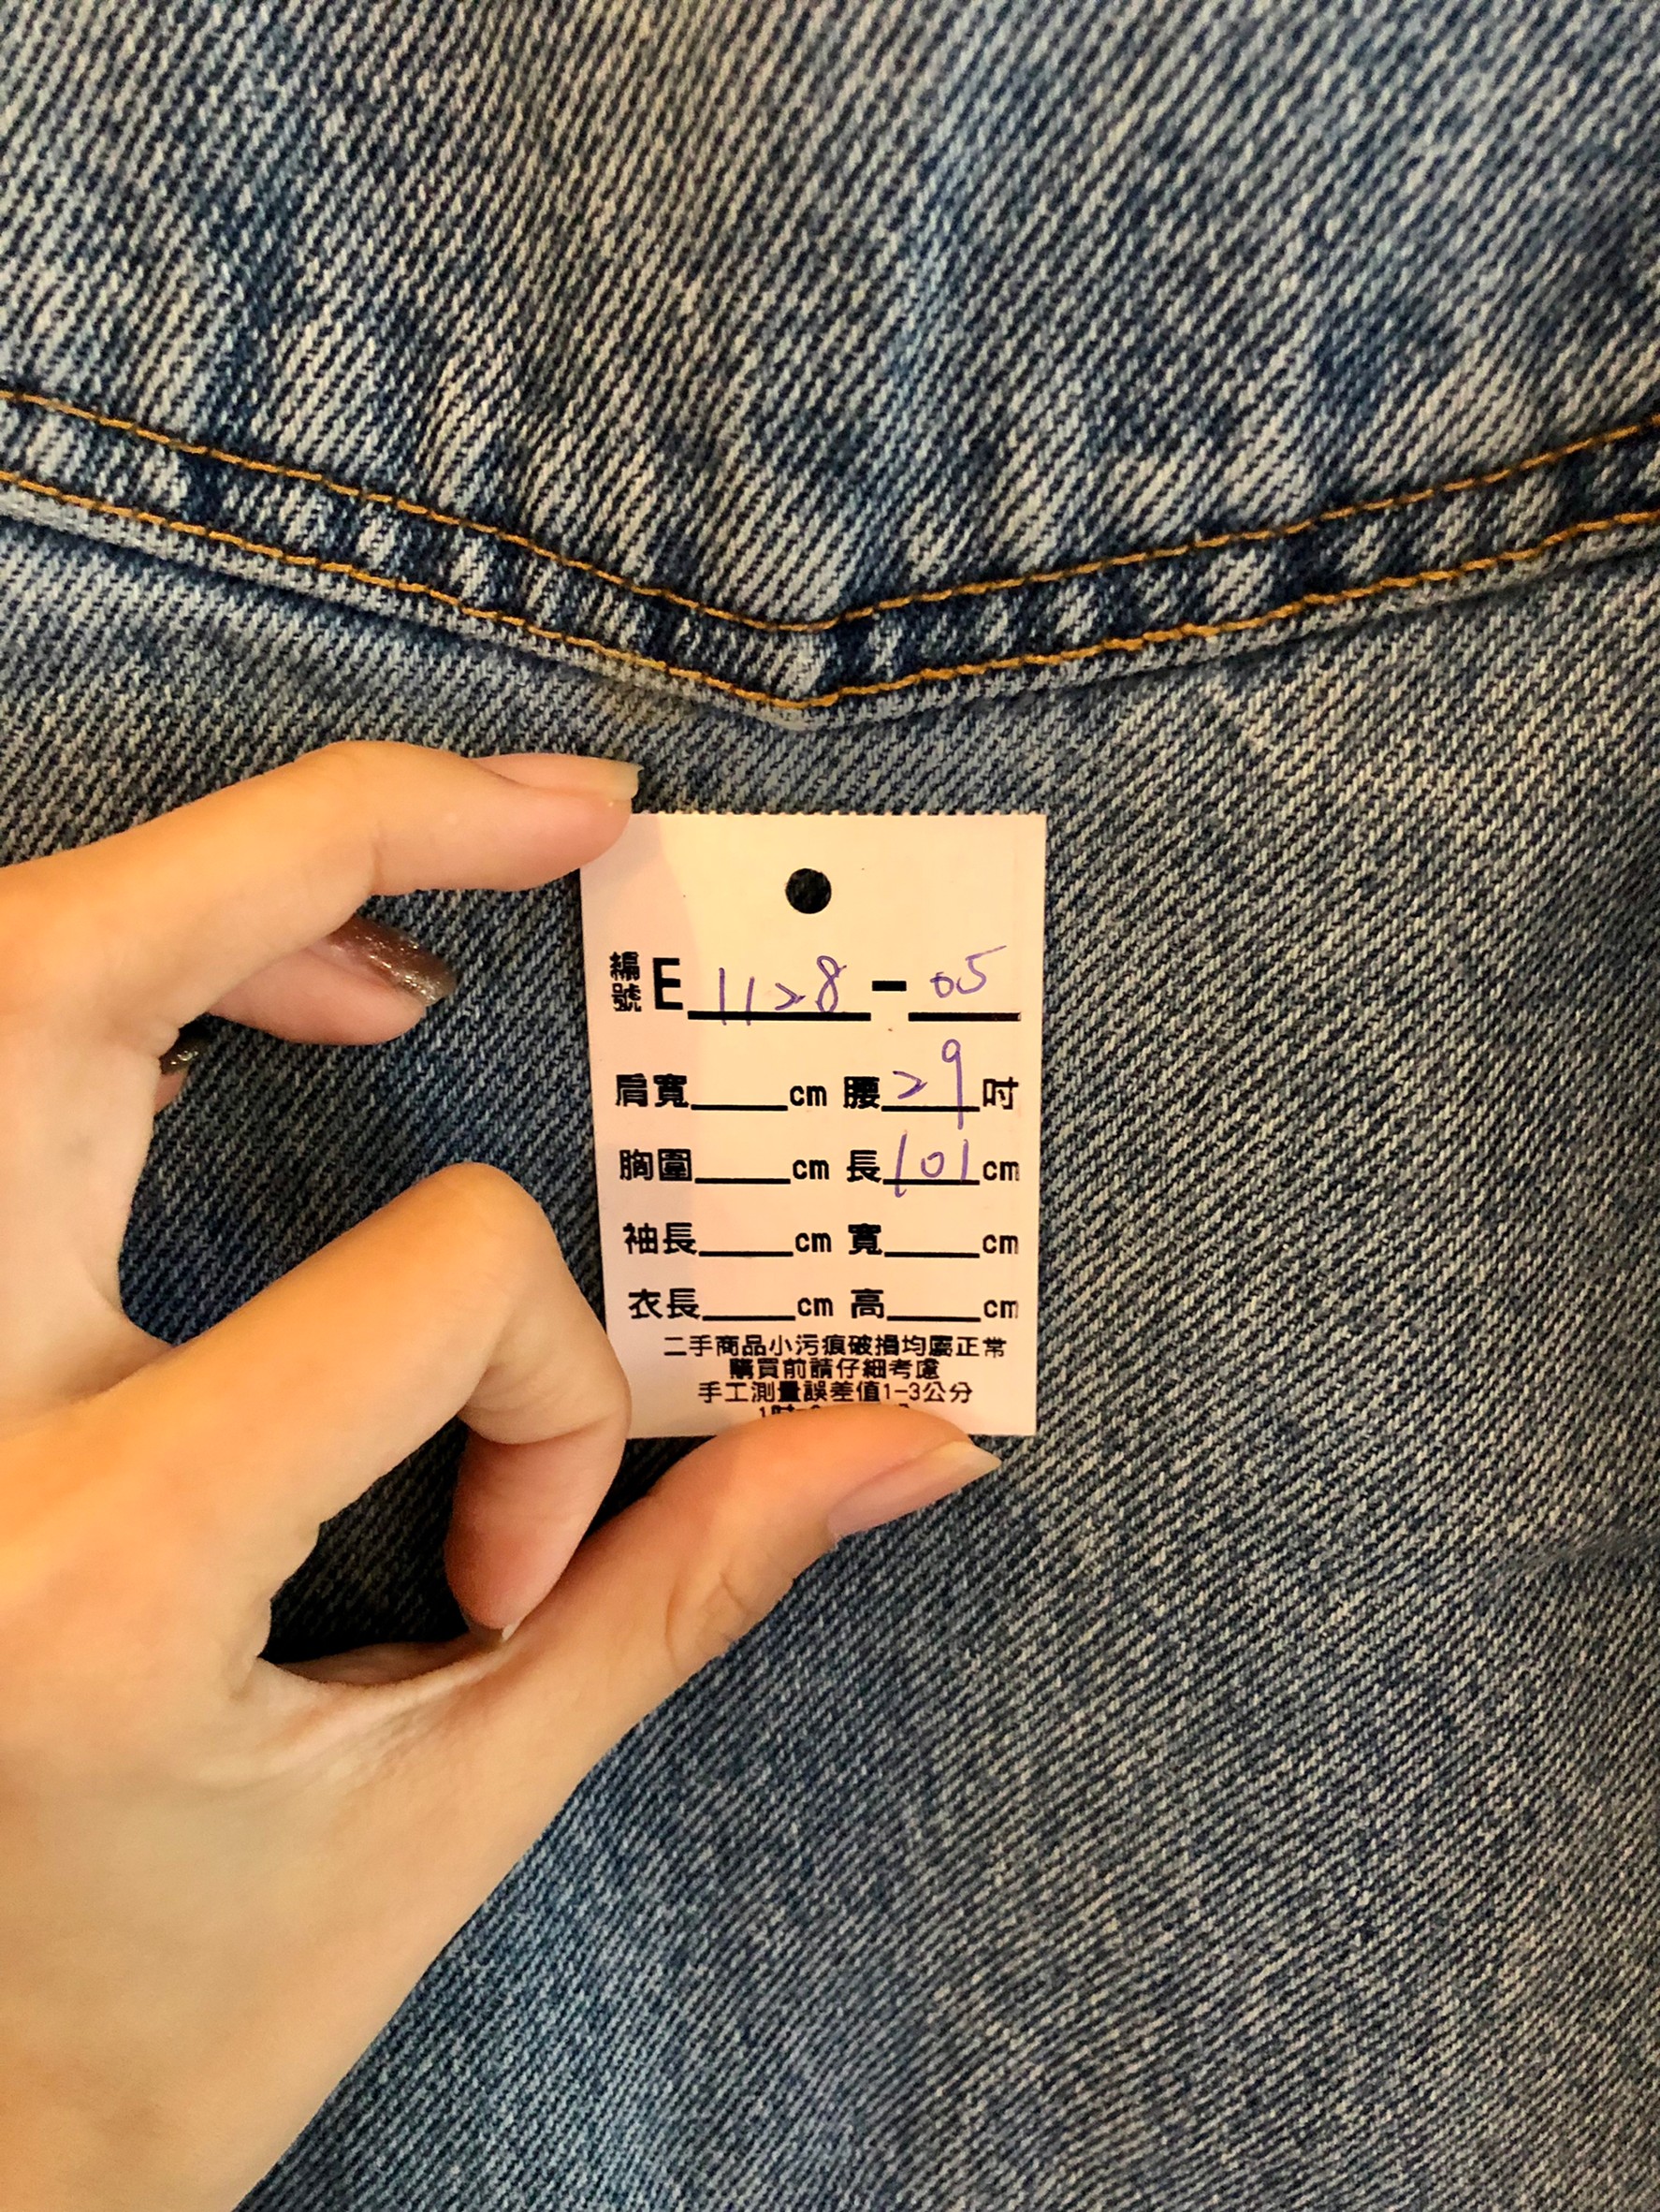 編號 E 1128 - 05
肩寬 cm 腰 29 吋
胸圍 cm 長 101 cm
袖長 cm 寬 cm
衣長 cm 高 cm
二手商品小污痕破損均屬正常
購買前請仔細考慮
手工測量誤差值1-3公分